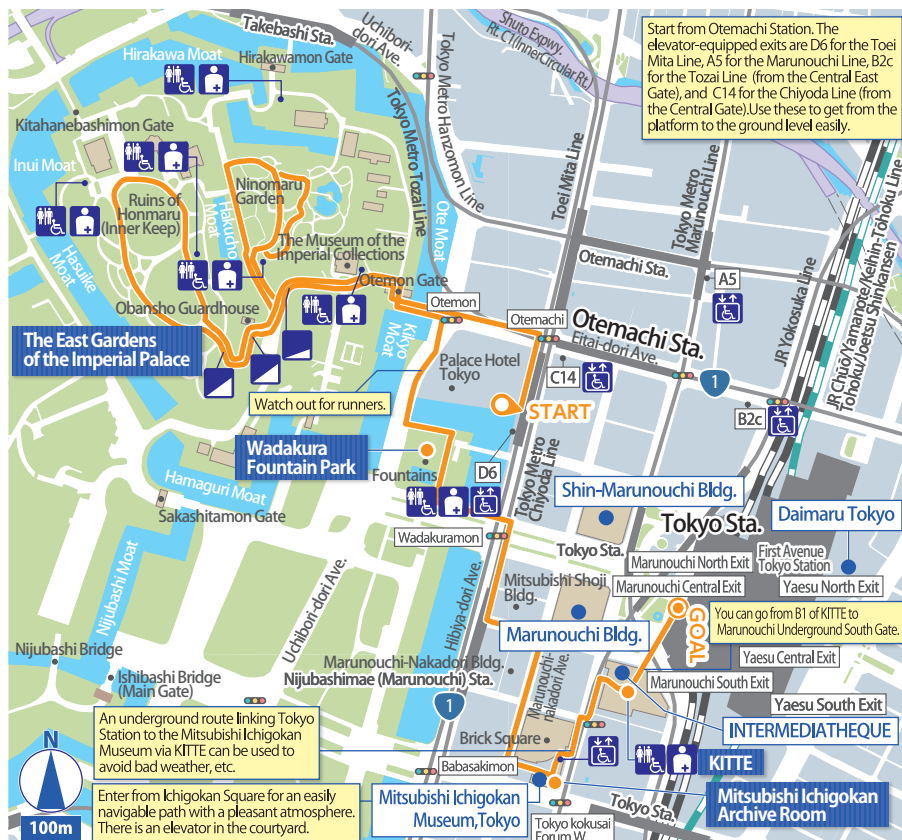 Takebashi Sta.
Uchibori-
dori Ave.
Shuto Expwy.
Rt. C1(InnerCircular Rt.)
Start from Otemachi Station. The
elevator-equipped exits are D6 for the Toei
Mita Line, A5 for the Marunouchi Line, B2c
for the Tozai Line (from the Central East
Gate), and C14 for the Chiyoda Line (from
the Central Gate).Use these to get from the
platform to the ground level easily.
Hirakawa Moat
Hirakawamon Gate
Tokyo Metro Hanzomon Line
Tokyo Metro Tozai Line
Toei Mita Line
Tokyo Metro
Marunouchi Line
JR Yokosuka Line
JR Chuo/Yamanote/Keihin-Tohoku Line
Tohoku/Joetsu Shinkansen
Kitahanebashimon Gate
Inui Moat
Ruins of
Honmaru
(Inner Keep)
Hakucho
Moat
Ninomaru
Garden
Ote Moat
Hasuike
Moat
The Museum of the
Imperial Collections
Otemon Gate
Otemachi Sta.
A5
Obansho Guardhouse
Kikyo
Moat
Otemon
Otemachi
Otemachi Sta.
Eitai-dori Ave.
The East Gardens
of the Imperial Palace
Palace Hotel
Tokyo
C14
1
B2c
Watch out for runners.
START
Wadakura
Fountain Park
Fountains
D6
Tokyo Metro
Chiyoda Line
Hamaguri Moat
Sakashitamon Gate
Shin-Marunouchi Bldg.
Tokyo Sta.
Daimaru Tokyo
Wadakuramon
Tokyo Sta.
Marunouchi North Exit
First Avenue
Tokyo Station
Marunouchi Central Exit
Yaesu North Exit
Nijubashi Moat
Uchibori-dori Ave.
Hibiya-dori Ave.
Mitsubishi Shoji
Bldg.
GOAL
You can go from B1 of KITTE to
Marunouchi Underground South Gate.
Marunouchi Bldg.
Yaesu Central Exit
Nijubashi Bridge
Marunouchi-Nakadori Bldg.
Nijubashimae (Marunouchi) Sta.
Marunouchi-
nakadori Ave.
Marunouchi South Exit
Ishibashi Bridge
(Main Gate)
Yaesu South Exit
1
An underground route linking Tokyo
Station to the Mitsubishi Ichigokan
Museum via KITTE can be used to
avoid bad weather, etc.
Brick Square
INTERMEDIATHEQUE
KITTE
N
Babasakimon
Enter from Ichigokan Square for an easily
navigable path with a pleasant atmosphere.
There is an elevator in the courtyard.
Mitsubishi Ichigokan
Museum,Tokyo
Mitsubishi Ichigokan
Archive Room
Tokyo Sta.
Tokyo kokusai
Forum W.
100m